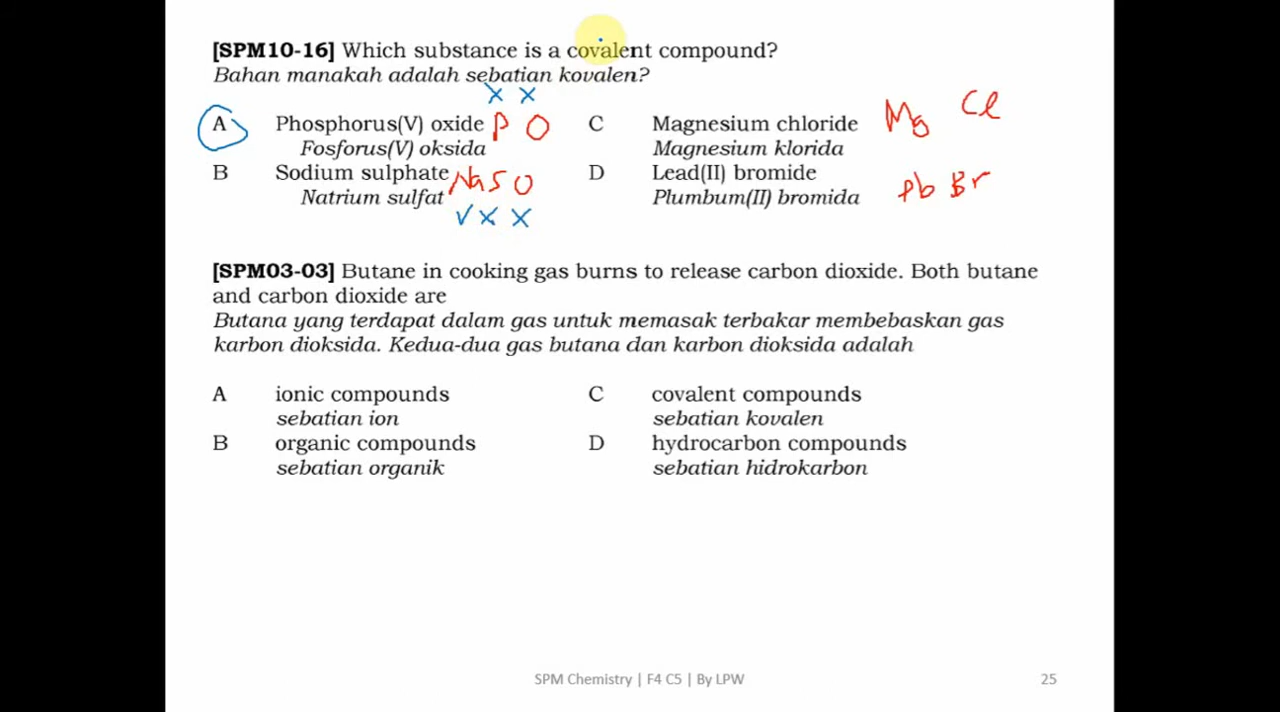 [SPM10-16] Which substance is a covalent compound?
Bahan manakah adalah sebatian kovalen?
x x
A Phosphorus(V) oxide P O C Magnesium chloride Mg Cl
Fosforus(V) oksida Magnesium klorida
B Sodium sulphate Na S O D Lead(II) bromide Pb Br
Natrium sulfat Plumbum(II) bromida
✓ x x
[SPM03-03] Butane in cooking gas burns to release carbon dioxide. Both butane
and carbon dioxide are
Butana yang terdapat dalam gas untuk memasak terbakar membebaskan gas
karbon dioksida. Kedua-dua gas butana dan karbon dioksida adalah
A ionic compounds C covalent compounds
sebatian ion sebatian kovalen
B organic compounds D hydrocarbon compounds
sebatian organik sebatian hidrokarbon
SPM Chemistry | F4 C5 | By LPW 25